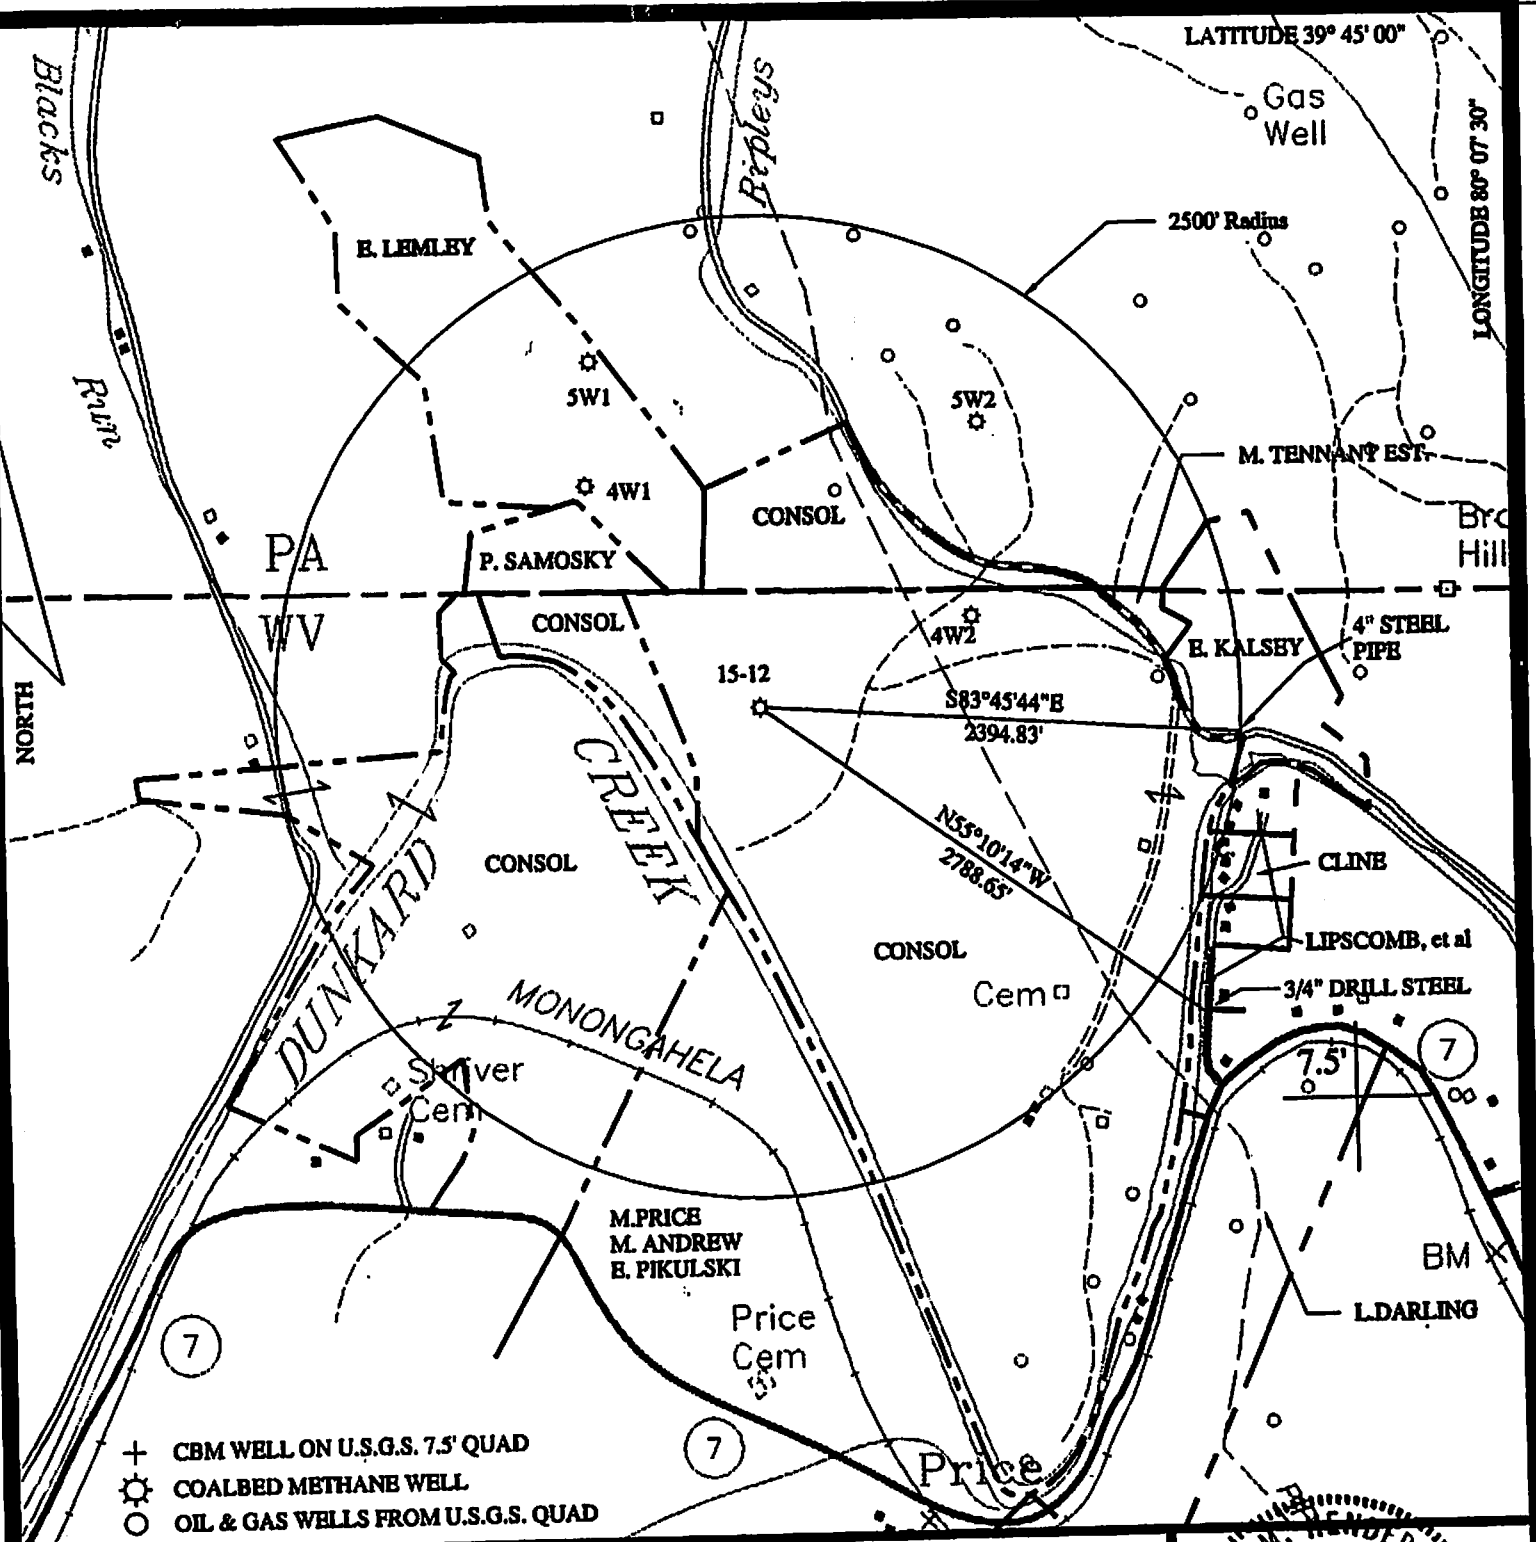 LATITUDE 39° 45' 00"
Blacks
Ripleys
Gas
Well
LONGITUDE 80° 07' 30"
2500' Radius
E. LEMLEY
Run
5W1
5W2
M. TENNANT EST.
4W1
CONSOL
Bro
Hill
PA
P. SAMOSKY
WV
CONSOL
4W2
4" STEEL
PIPE
E. KALSEY
15-12
NORTH
S83°45'44"E
2394.83'
CREEK
N55°10'14"W
2788.65'
CONSOL
CLINE
DUNKARD
CONSOL
LIPSCOMB, et al
Cem
3/4" DRILL STEEL
MONONGAHELA
7
7.5'
Shriver
Cem
M.PRICE
M. ANDREW
E. PIKULSKI
BM
L.DARLING
Price
Cem
7
7
CBM WELL ON U.S.G.S. 7.5' QUAD
COALBED METHANE WELL
OIL & GAS WELLS FROM U.S.G.S. QUAD
Price